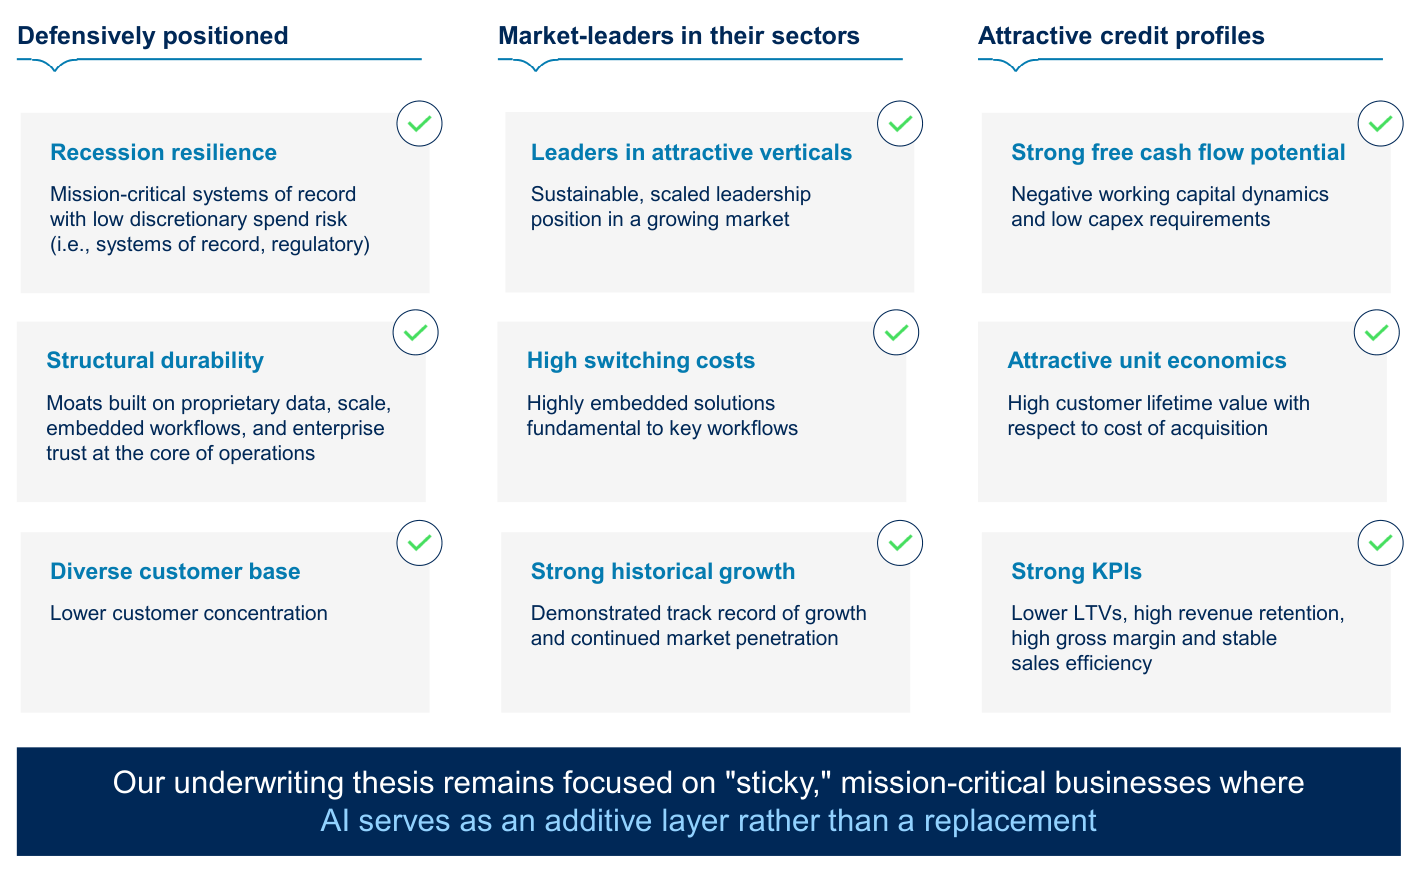 Defensively positioned
Recession resilience
Mission-critical systems of record
with low discretionary spend risk
(i.e., systems of record, regulatory)
Structural durability
Moats built on proprietary data, scale,
embedded workflows, and enterprise
trust at the core of operations
Diverse customer base
Lower customer concentration
Market-leaders in their sectors
Leaders in attractive verticals
Sustainable, scaled leadership
position in a growing market
High switching costs
Highly embedded solutions
fundamental to key workflows
Strong historical growth
Demonstrated track record of growth
and continued market penetration
Attractive credit profiles
Strong free cash flow potential
Negative working capital dynamics
and low capex requirements
Attractive unit economics
High customer lifetime value with
respect to cost of acquisition
Strong KPIs
Lower LTVs, high revenue retention,
high gross margin and stable
sales efficiency
Our underwriting thesis remains focused on "sticky," mission-critical businesses where
AI serves as an additive layer rather than a replacement